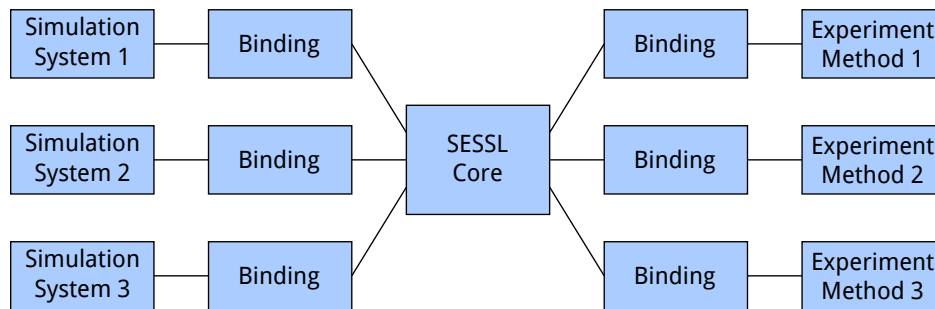 Simulation
System 1
Binding
Binding
Experiment
Method 1
Simulation
System 2
Binding
SESSL
Core
Binding
Experiment
Method 2
Simulation
System 3
Binding
Binding
Experiment
Method 3